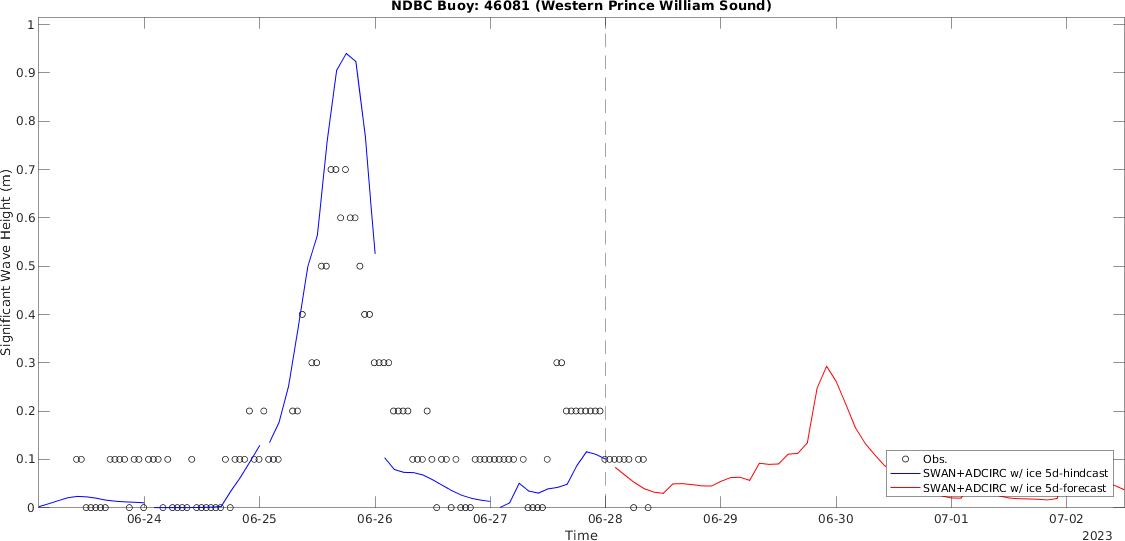 NDBC Buoy: 46081 (Western Prince William Sound)
1
0.9
0.8
0.7
0.6
0.5
0.4
0.3
0.2
0.1
0
Significant Wave Height (m)
Obs.
SWAN+ADCIRC w/ ice 5d-hindcast
SWAN+ADCIRC w/ ice 5d-forecast
06-24 06-25 06-26 06-27 06-28 06-29 06-30 07-01 07-02
Time
2023